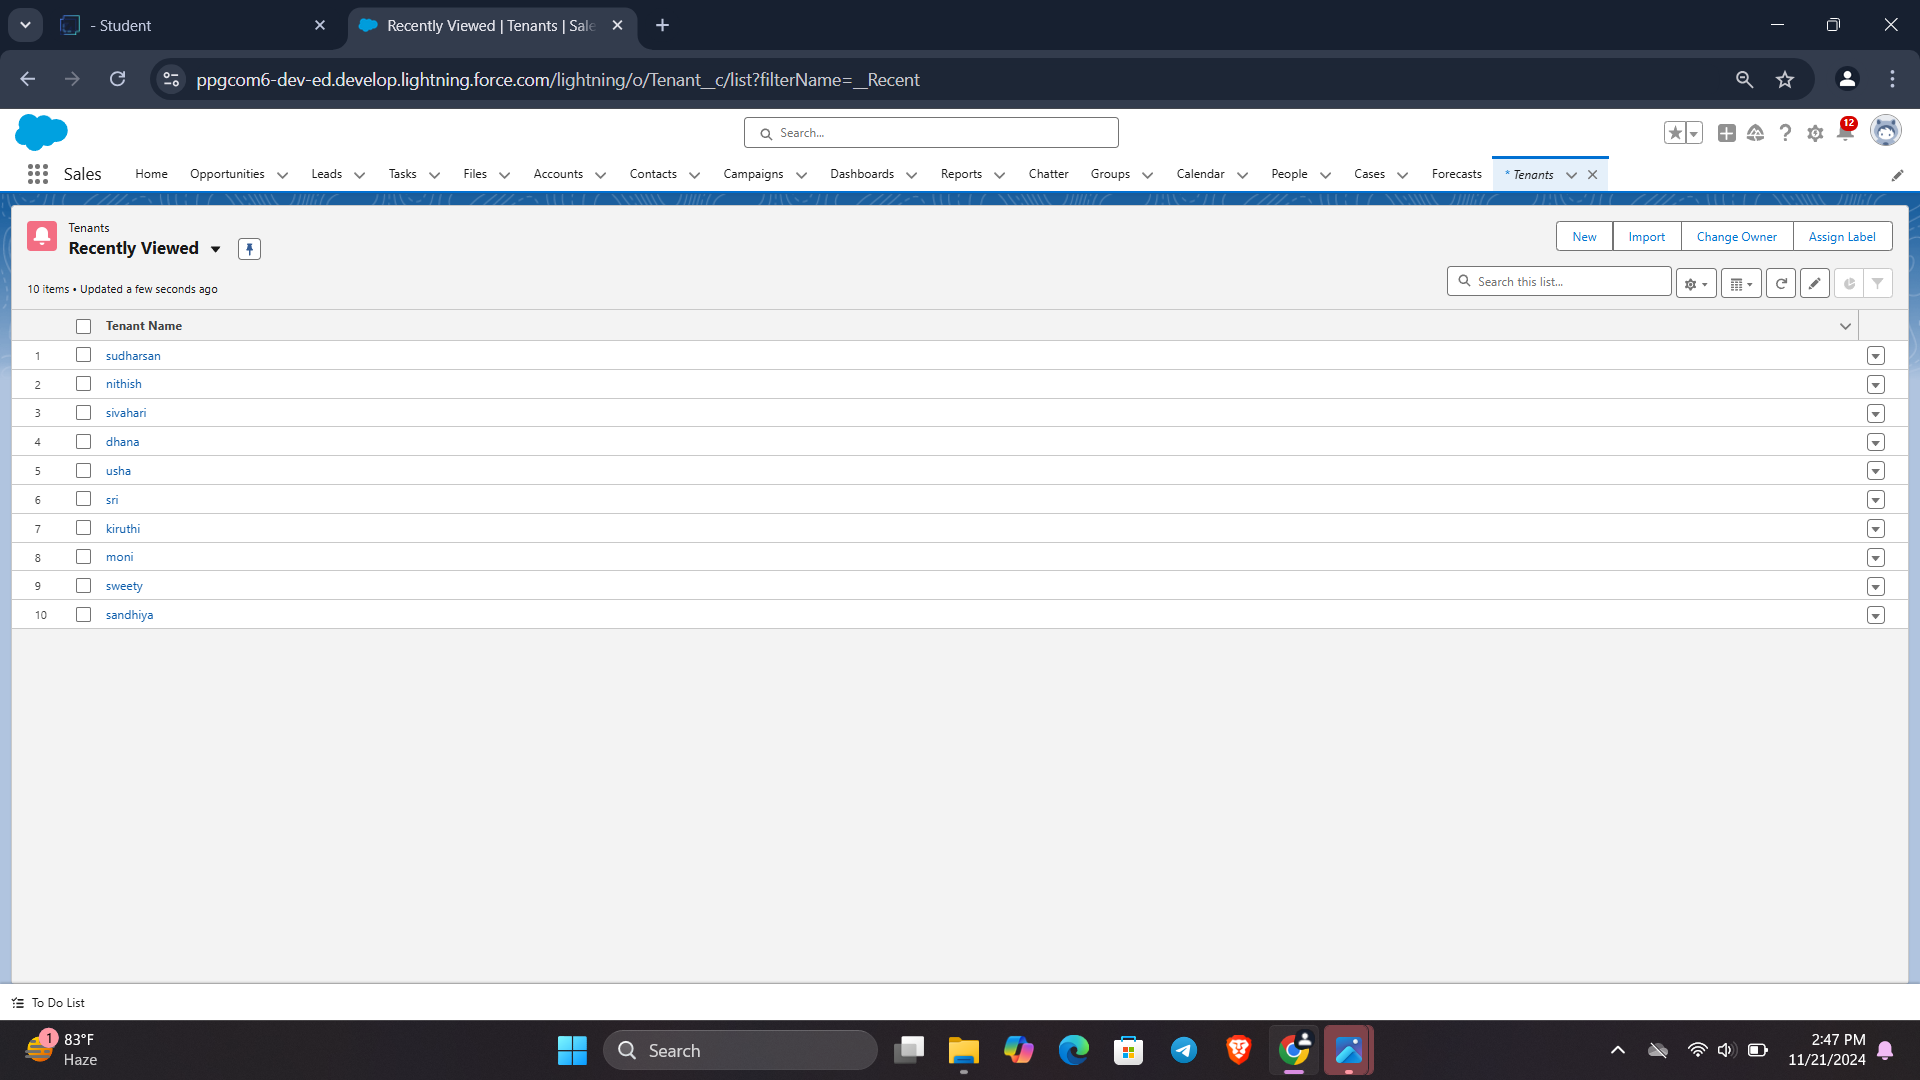 - Student
Recently Viewed | Tenants | Sale
ppgcom6-dev-ed.develop.lightning.force.com/lightning/o/Tenant__c/list?filterName=__Recent
Search...
12
Sales Home Opportunities Leads Tasks Files Accounts Contacts Campaigns Dashboards Reports Chatter Groups Calendar People Cases Forecasts * Tenants
Tenants
Recently Viewed
New Import Change Owner Assign Label
10 items • Updated a few seconds ago
Search this list...
Tenant Name
1 sudharsan
2 nithish
3 sivahari
4 dhana
5 usha
6 sri
7 kiruthi
8 moni
9 sweety
10 sandhiya
To Do List
1
83°F
Haze
Search
2:47 PM
11/21/2024